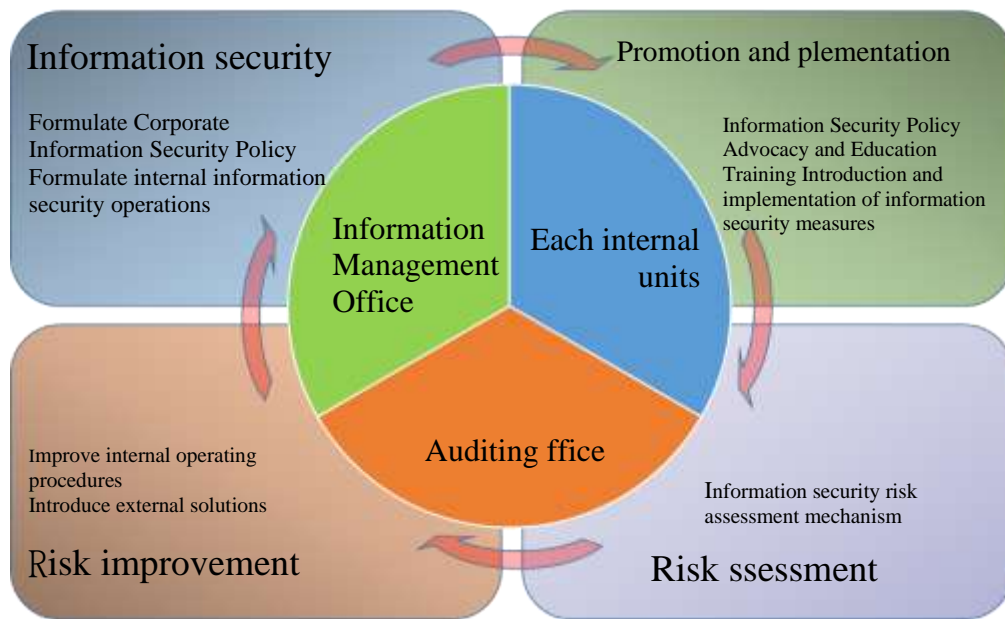 Information security
Formulate Corporate
Information Security Policy
Formulate internal information
security operations
Promotion and plementation
Information Security Policy
Advocacy and Education
Training Introduction and
implementation of information
security measures
Information
Management
Office
Each internal
units
Auditing ffice
Improve internal operating
procedures
Introduce external solutions
Risk improvement
Information security risk
assessment mechanism
Risk ssessment